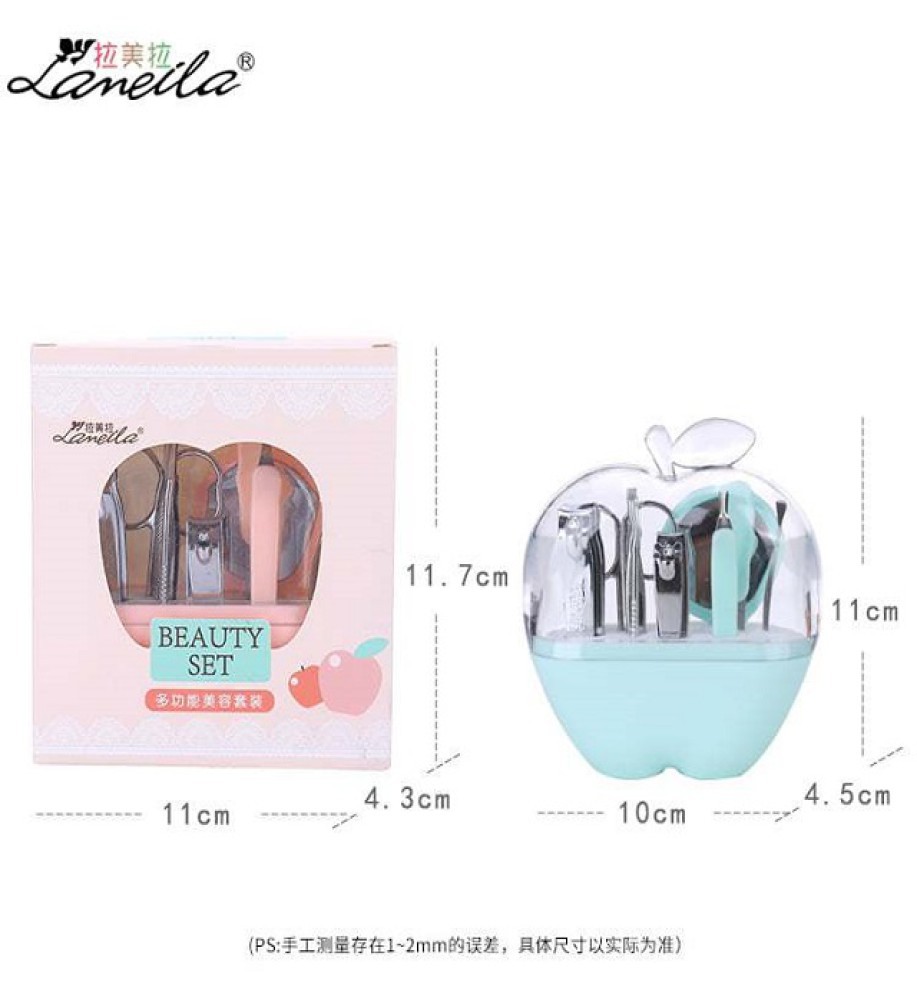 拉美拉
Laneila®
拉美拉
Laneila®
BEAUTY
SET
多功能美容套装
11.7cm
11cm
4.3cm
11cm
10cm
4.5cm
(PS:手工测量存在1~2mm的误差，具体尺寸以实际为准)